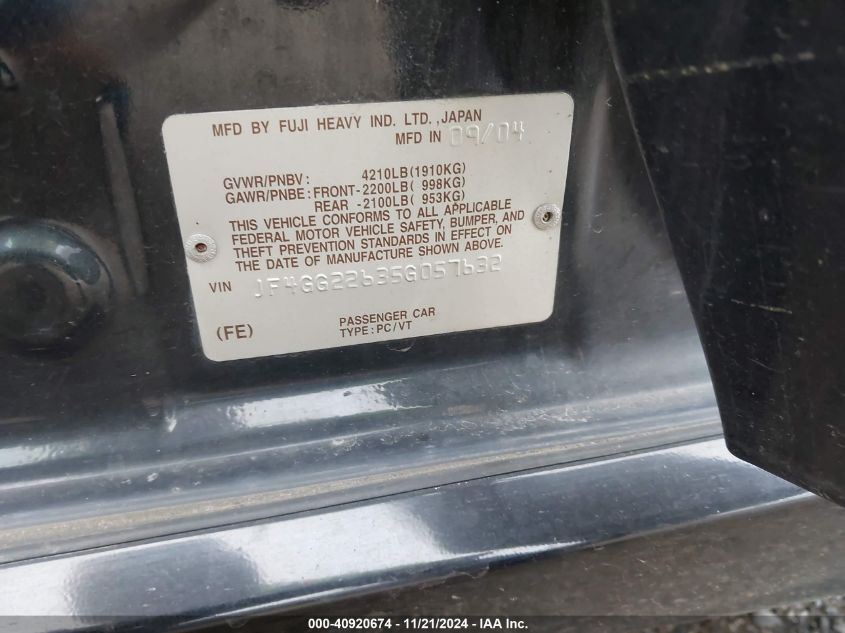 MFD BY FUJI HEAVY IND. LTD. ,JAPAN
MFD IN 09/04
GVWR/PNBV: 4210LB(1910KG)
GAWR/PNBE: FRONT-2200LB( 998KG)
REAR -2100LB( 953KG)
THIS VEHICLE CONFORMS TO ALL APPLICABLE
FEDERAL MOTOR VEHICLE SAFETY, BUMPER, AND
THEFT PREVENTION STANDARDS IN EFFECT ON
THE DATE OF MANUFACTURE SHOWN ABOVE.
VIN JF4GG22635G057632
(FE) PASSENGER CAR
TYPE: PC/VT
000-40920674 - 11/21/2024 - IAA Inc.